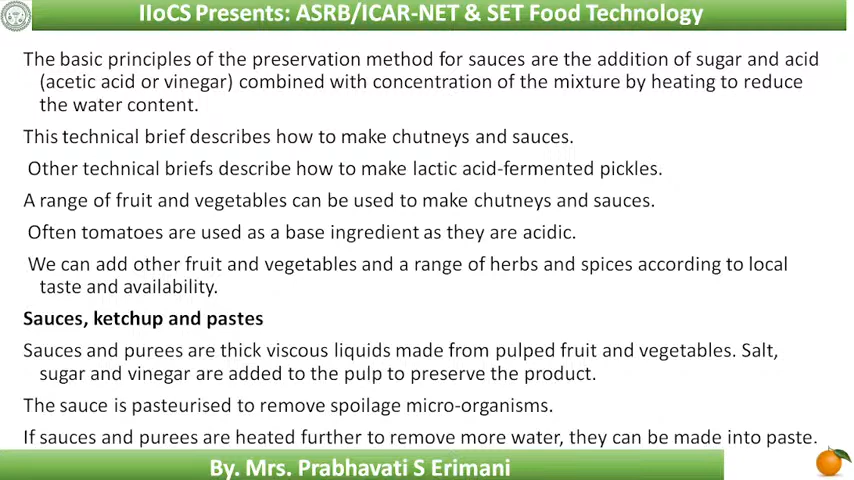 IIoCS Presents: ASRB/ICAR-NET & SET Food Technology
The basic principles of the preservation method for sauces are the addition of sugar and acid
(acetic acid or vinegar) combined with concentration of the mixture by heating to reduce
the water content.
This technical brief describes how to make chutneys and sauces.
Other technical briefs describe how to make lactic acid-fermented pickles.
A range of fruit and vegetables can be used to make chutneys and sauces.
Often tomatoes are used as a base ingredient as they are acidic.
We can add other fruit and vegetables and a range of herbs and spices according to local
taste and availability.
Sauces, ketchup and pastes
Sauces and purees are thick viscous liquids made from pulped fruit and vegetables. Salt,
sugar and vinegar are added to the pulp to preserve the product.
The sauce is pasteurised to remove spoilage micro-organisms.
If sauces and purees are heated further to remove more water, they can be made into paste.
By. Mrs. Prabhavati S Erimani